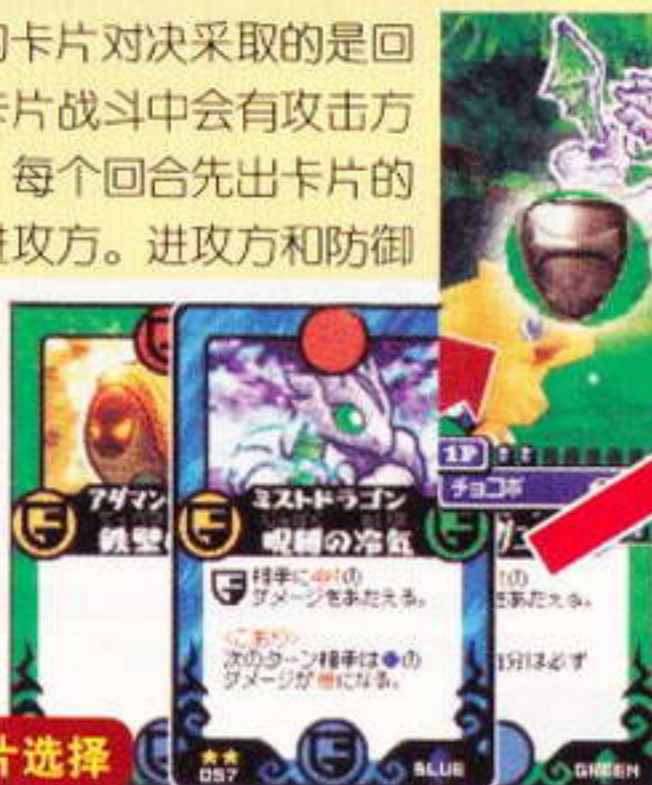 的卡片对决采取的是回
卡片战斗中会有攻击方
每个回合先出卡片的
进攻方。进攻方和防御
1P
チョコボ
アダマン
鉄壁
ミストドラゴン
呪縛の冷気
相手に
ダメージをあたえる。
<こおり>
次のターン相手は◆の
ダメージが倍になる。
★★
057
BLUE
の
をあたえる。
分は必ず
GREEN
片选择